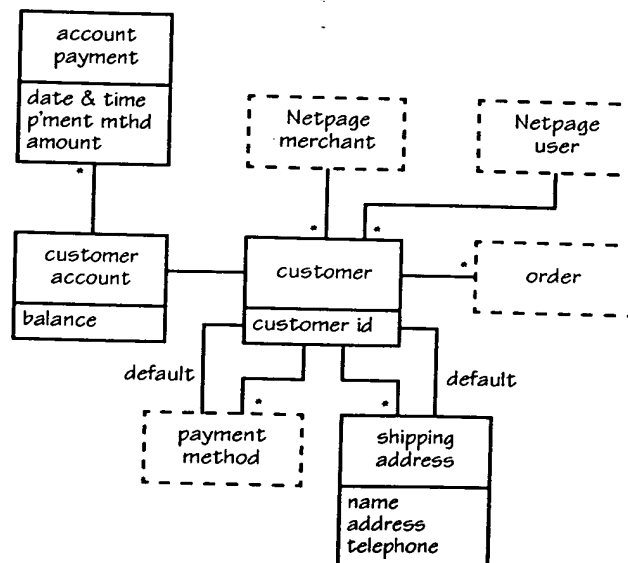 account
payment
date & time
p'ment mthd
amount
*
Netpage
merchant
*
Netpage
user
*
customer
account
balance
customer
customer id
*
order
default
*
payment
method
default
*
shipping
address
name
address
telephone